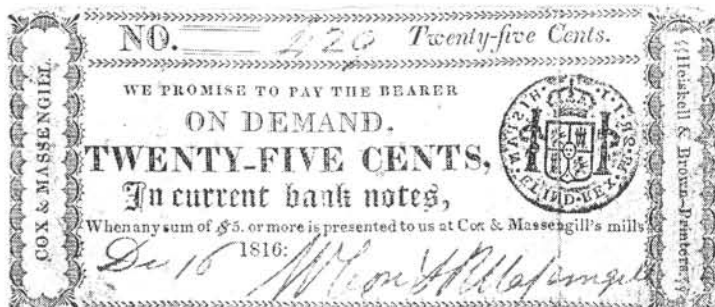 NO. 420 Twenty-five Cents.
WE PROMISE TO PAY THE BEARER
ON DEMAND.
TWENTY-FIVE CENTS,
In current bank notes,
When any sum of $5. or more is presented to us at Cox & Massengill's mills
Dec 16 1816:
COX & MASSENGILL.
Heiskell & Brown-Printers.